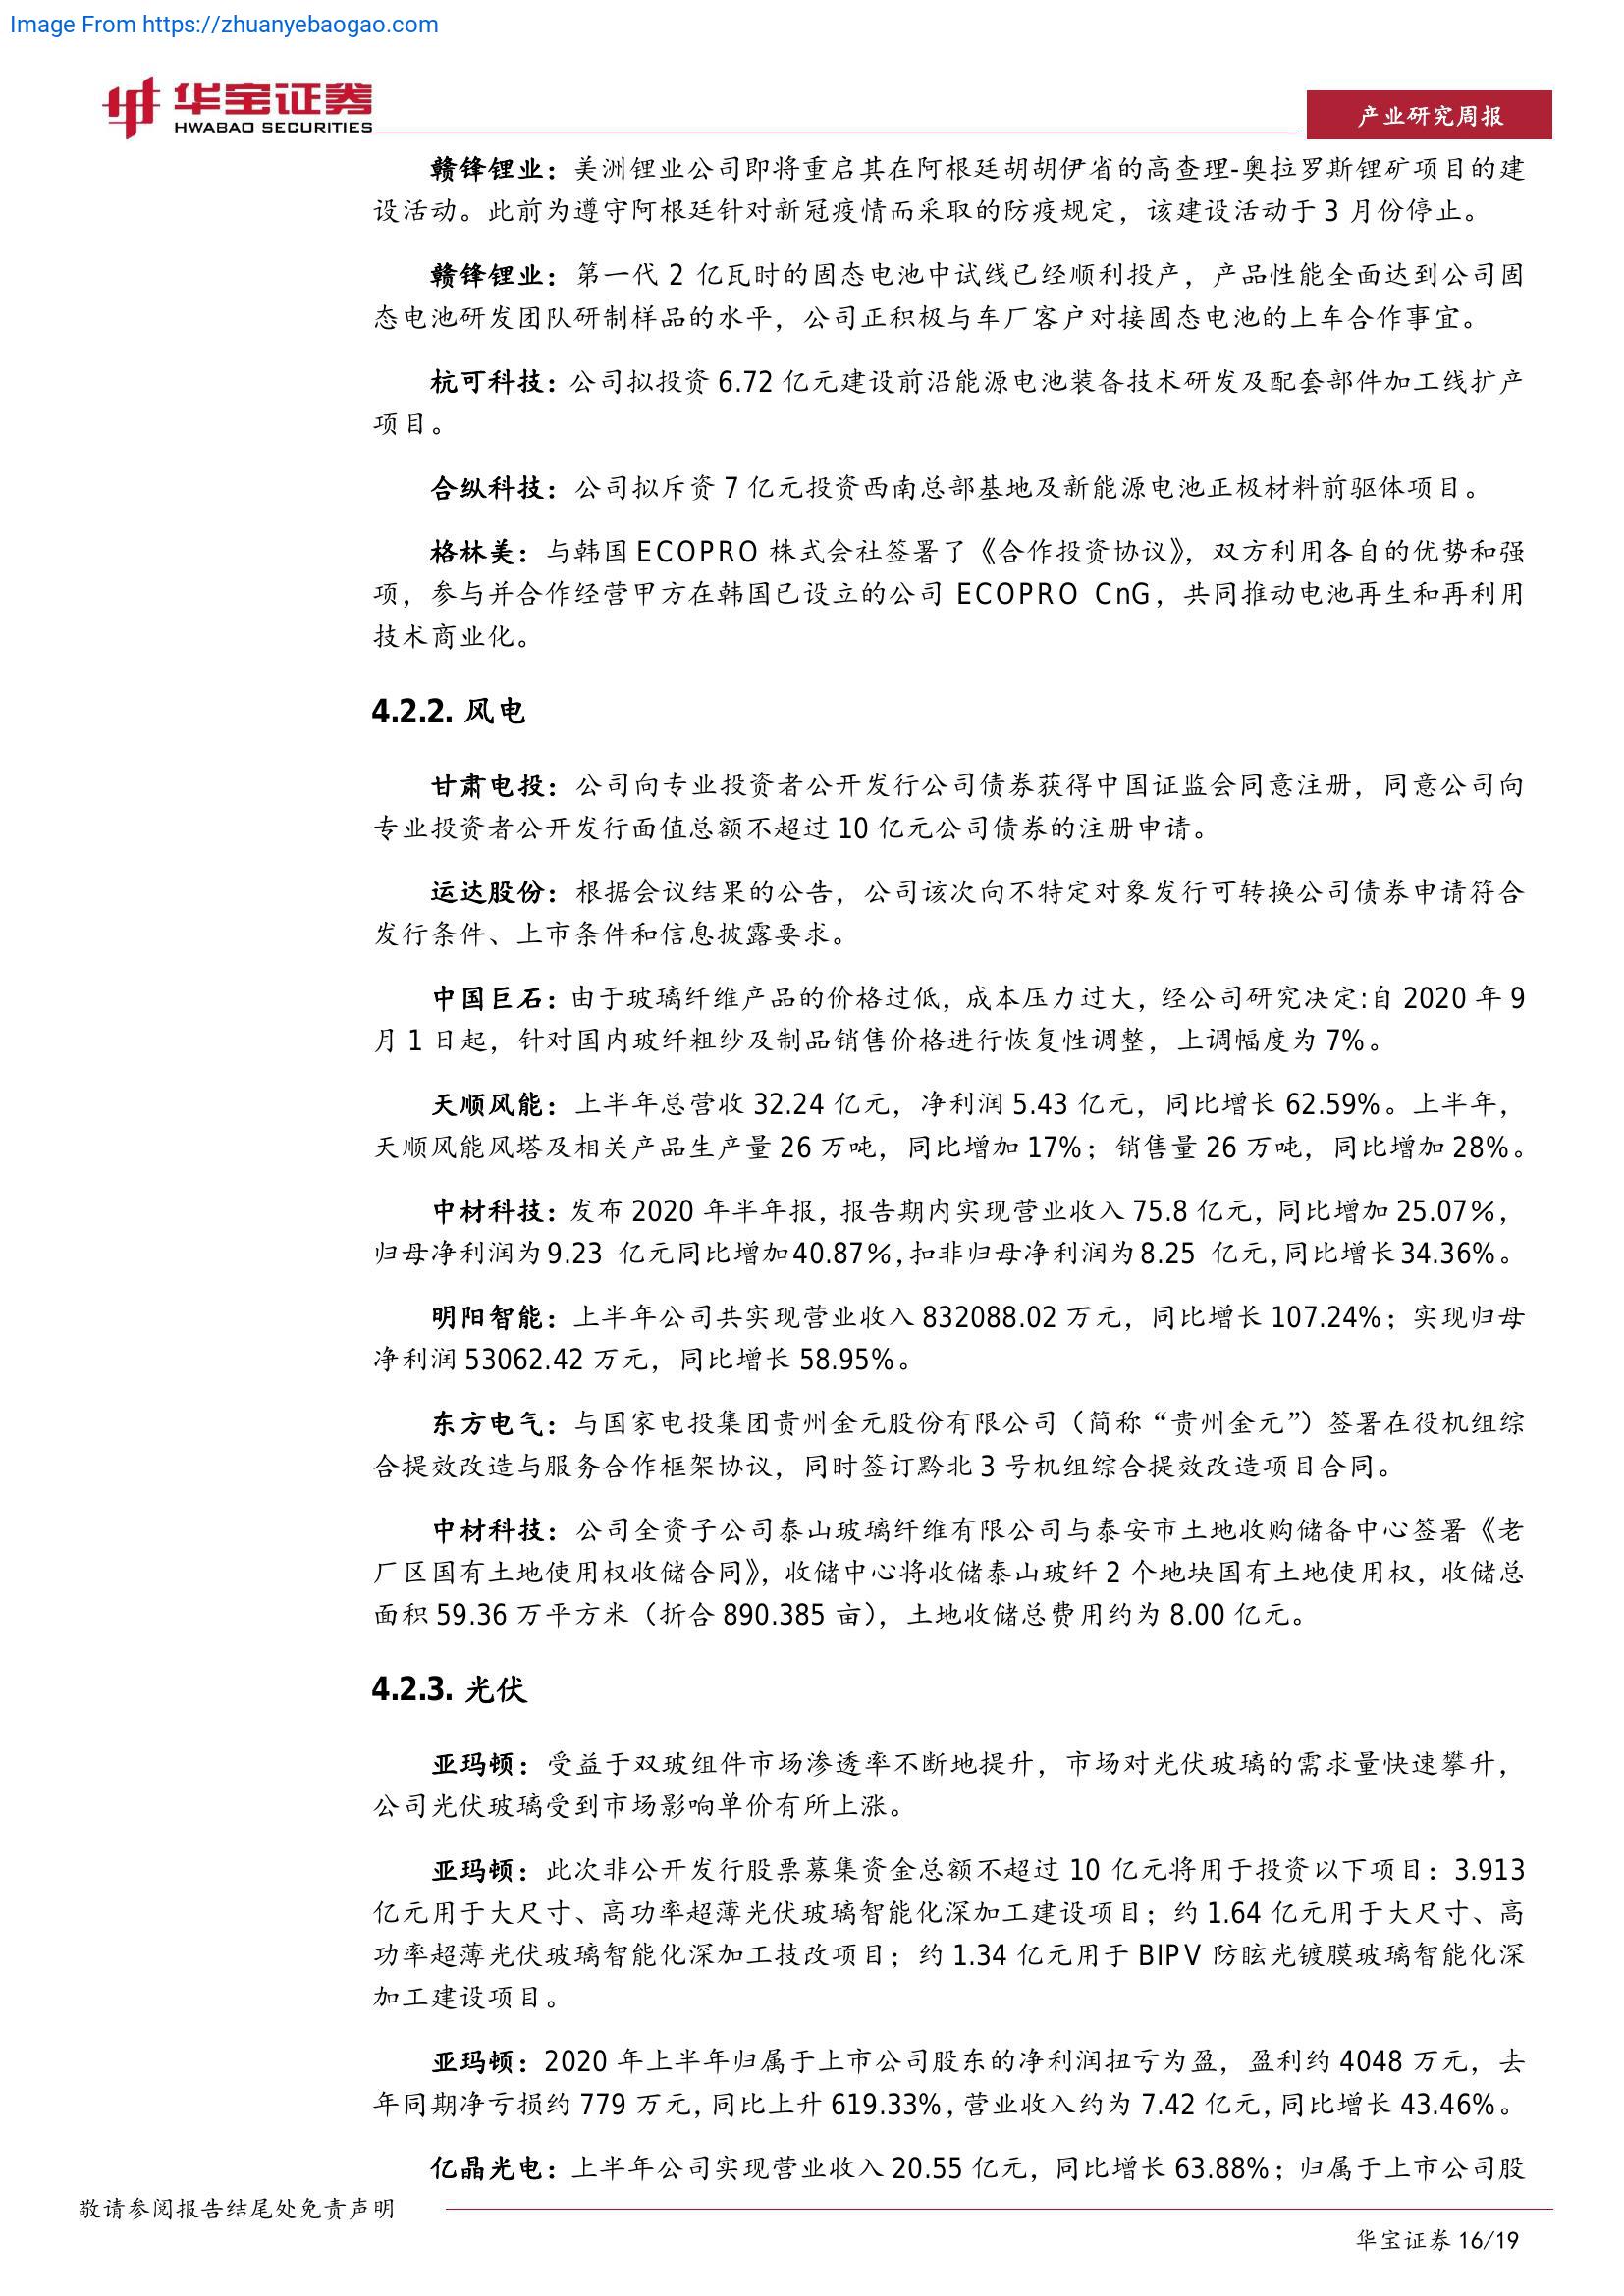 Image From https://zhuanyebaogao.com
华宝证券
HWABAO SECURITIES
产业研究周报
赣锋锂业：美洲锂业公司即将重启其在阿根廷胡胡伊省的高查理-奥拉罗斯锂矿项目的建
设活动。此前为遵守阿根廷针对新冠疫情而采取的防疫规定，该建设活动于 3 月份停止。
赣锋锂业：第一代 2 亿瓦时的固态电池中试线已经顺利投产，产品性能全面达到公司固
态电池研发团队研制样品的水平，公司正积极与车厂客户对接固态电池的上车合作事宜。
杭可科技：公司拟投资 6.72 亿元建设前沿能源电池装备技术研发及配套部件加工线扩产
项目。
合纵科技：公司拟斥资 7 亿元投资西南总部基地及新能源电池正极材料前驱体项目。
格林美：与韩国 ECOPRO 株式会社签署了《合作投资协议》，双方利用各自的优势和强
项，参与并合作经营甲方在韩国已设立的公司 ECOPRO CnG，共同推动电池再生和再利用
技术商业化。
4.2.2. 风电
甘肃电投：公司向专业投资者公开发行公司债券获得中国证监会同意注册，同意公司向
专业投资者公开发行面值总额不超过 10 亿元公司债券的注册申请。
运达股份：根据会议结果的公告，公司该次向不特定对象发行可转换公司债券申请符合
发行条件、上市条件和信息披露要求。
中国巨石：由于玻璃纤维产品的价格过低，成本压力过大，经公司研究决定:自 2020 年 9
月 1 日起，针对国内玻纤粗纱及制品销售价格进行恢复性调整，上调幅度为 7%。
天顺风能：上半年总营收 32.24 亿元，净利润 5.43 亿元，同比增长 62.59%。上半年，
天顺风能风塔及相关产品生产量 26 万吨，同比增加 17%；销售量 26 万吨，同比增加 28%。
中材科技：发布 2020 年半年报，报告期内实现营业收入 75.8 亿元，同比增加 25.07%，
归母净利润为 9.23 亿元同比增加 40.87%，扣非归母净利润为 8.25 亿元，同比增长 34.36%。
明阳智能：上半年公司共实现营业收入 832088.02 万元，同比增长 107.24%；实现归母
净利润 53062.42 万元，同比增长 58.95%。
东方电气：与国家电投集团贵州金元股份有限公司（简称“贵州金元”）签署在役机组综
合提效改造与服务合作框架协议，同时签订黔北 3 号机组综合提效改造项目合同。
中材科技：公司全资子公司泰山玻璃纤维有限公司与泰安市土地收购储备中心签署《老
厂区国有土地使用权收储合同》，收储中心将收储泰山玻纤 2 个地块国有土地使用权，收储总
面积 59.36 万平方米（折合 890.385 亩），土地收储总费用约为 8.00 亿元。
4.2.3. 光伏
亚玛顿：受益于双玻组件市场渗透率不断地提升，市场对光伏玻璃的需求量快速攀升，
公司光伏玻璃受到市场影响单价有所上涨。
亚玛顿：此次非公开发行股票募集资金总额不超过 10 亿元将用于投资以下项目：3.913
亿元用于大尺寸、高功率超薄光伏玻璃智能化深加工建设项目；约 1.64 亿元用于大尺寸、高
功率超薄光伏玻璃智能化深加工技改项目；约 1.34 亿元用于 BIPV 防眩光镀膜玻璃智能化深
加工建设项目。
亚玛顿：2020 年上半年归属于上市公司股东的净利润扭亏为盈，盈利约 4048 万元，去
年同期净亏损约 779 万元，同比上升 619.33%，营业收入约为 7.42 亿元，同比增长 43.46%。
亿晶光电：上半年公司实现营业收入 20.55 亿元，同比增长 63.88%；归属于上市公司股
敬请参阅报告结尾处免责声明
华宝证券 16/19